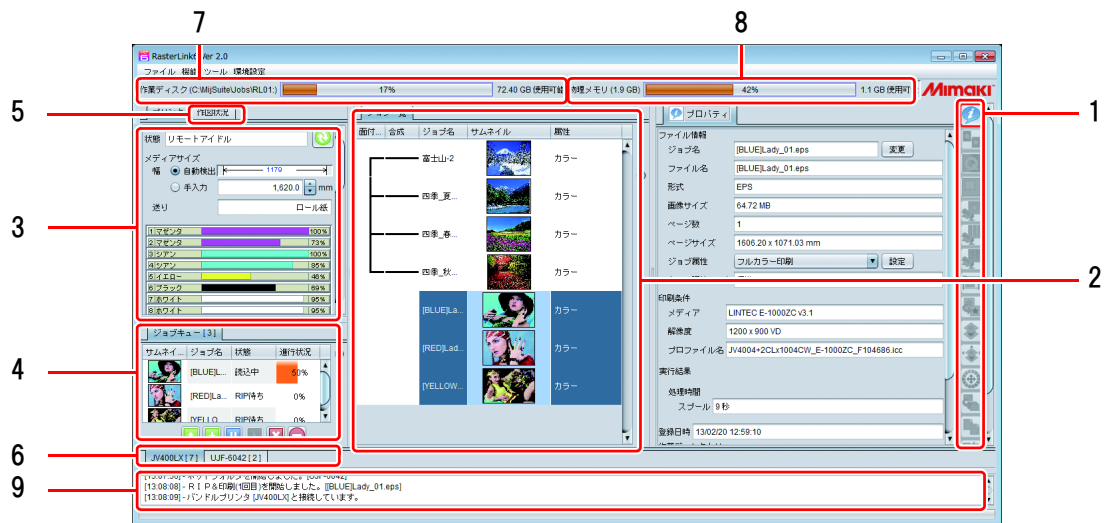 7
8
RasterLink6 Ver 2.0
ファイル 機能 ツール 環境設定
作業ディスク (C:\MijSuite\Jobs\RL01:)
17%
72.40 GB (使用可能
物理メモリ (1.9 GB)
42%
1.1 GB (使用可
Mimaki
5
作図状況
1
状態 リモートアイドル
メディアサイズ
幅 自動検出 1179
手入力 1,620.0 mm
送り ロール紙
3
1 マゼンタ 100%
2 マゼンタ 73%
3 シアン 100%
4 シアン 85%
5 イエロー 46%
6 ブラック 69%
7 ホワイト 95%
8 ホワイト 95%
ジョブキュー [3]
サムネイ... ジョブ名 状態 進行状況
4
[BLUE]L... 読込中 50%
[RED]La... RIP待ち 0%
RIP待ち 0%
面付... 合成 ジョブ名 サムネイル 属性
富士山-2 カラー
四季_夏... カラー
四季_春... カラー
四季_秋... カラー
2
[BLUE]La... カラー
[RED]Lad... カラー
[YELLOW... カラー
プロパティ
ファイル情報
ジョブ名 [BLUE]Lady_01.eps 変更
ファイル名 [BLUE]Lady_01.eps
形式 EPS
画像サイズ 64.72 MB
ページ数 1
ページサイズ 1606.20 x 1071.03 mm
ジョブ属性 フルカラー印刷 設定
印刷条件
メディア LINTEC E-1000ZC v3.1
解像度 1200 x 900 VD
プロファイル名 JV4004+2CLx1004CW_E-1000ZC_F104686.icc
実行結果
処理時間
スプール 9 秒
登録日時 13/02/20 12:59:10
6
JV400LX [ 7 ] UJF-6042 [ 2 ]
9
[13:08:08] - RIP&印刷(1回目)を開始しました。[[BLUE]Lady_01.eps]
[13:08:09] - バンドルプリンタ [JV400LX] と接続しています。